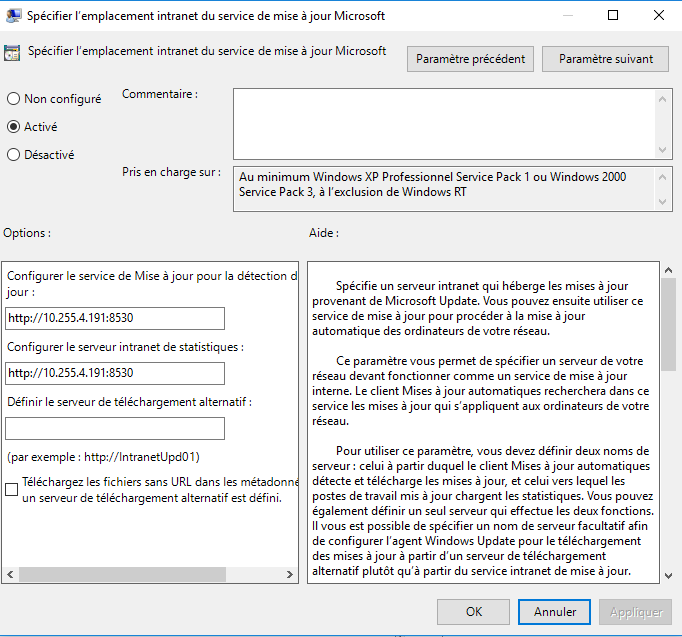 Spécifier l'emplacement intranet du service de mise à jour Microsoft
Spécifier l'emplacement intranet du service de mise à jour Microsoft
Paramètre précédent
Paramètre suivant
Non configuré
Commentaire :
Activé
Désactivé
Pris en charge sur :
Au minimum Windows XP Professionnel Service Pack 1 ou Windows 2000
Service Pack 3, à l'exclusion de Windows RT
Options :
Aide :
Configurer le service de Mise à jour pour la détection d
jour :
http://10.255.4.191:8530
Configurer le serveur intranet de statistiques :
http://10.255.4.191:8530
Définir le serveur de téléchargement alternatif :
(par exemple : http://IntranetUpd01)
Téléchargez les fichiers sans URL dans les métadonné
un serveur de téléchargement alternatif est défini.
Spécifie un serveur intranet qui héberge les mises à jour
provenant de Microsoft Update. Vous pouvez ensuite utiliser ce
service de mise à jour pour procéder à la mise à jour
automatique des ordinateurs de votre réseau.
Ce paramètre vous permet de spécifier un serveur de votre
réseau devant fonctionner comme un service de mise à jour
interne. Le client Mises à jour automatiques recherchera dans ce
service les mises à jour qui s'appliquent aux ordinateurs de votre
réseau.
Pour utiliser ce paramètre, vous devez définir deux noms de
serveur : celui à partir duquel le client Mises à jour automatiques
détecte et télécharge les mises à jour, et celui vers lequel les
postes de travail mis à jour chargent les statistiques. Vous pouvez
également définir un seul serveur qui effectue les deux fonctions.
Il vous est possible de spécifier un nom de serveur facultatif afin
de configurer l'agent Windows Update pour le téléchargement
des mises à jour à partir d'un serveur de téléchargement
alternatif plutôt qu'à partir du service intranet de mise à jour.
OK
Annuler
Appliquer